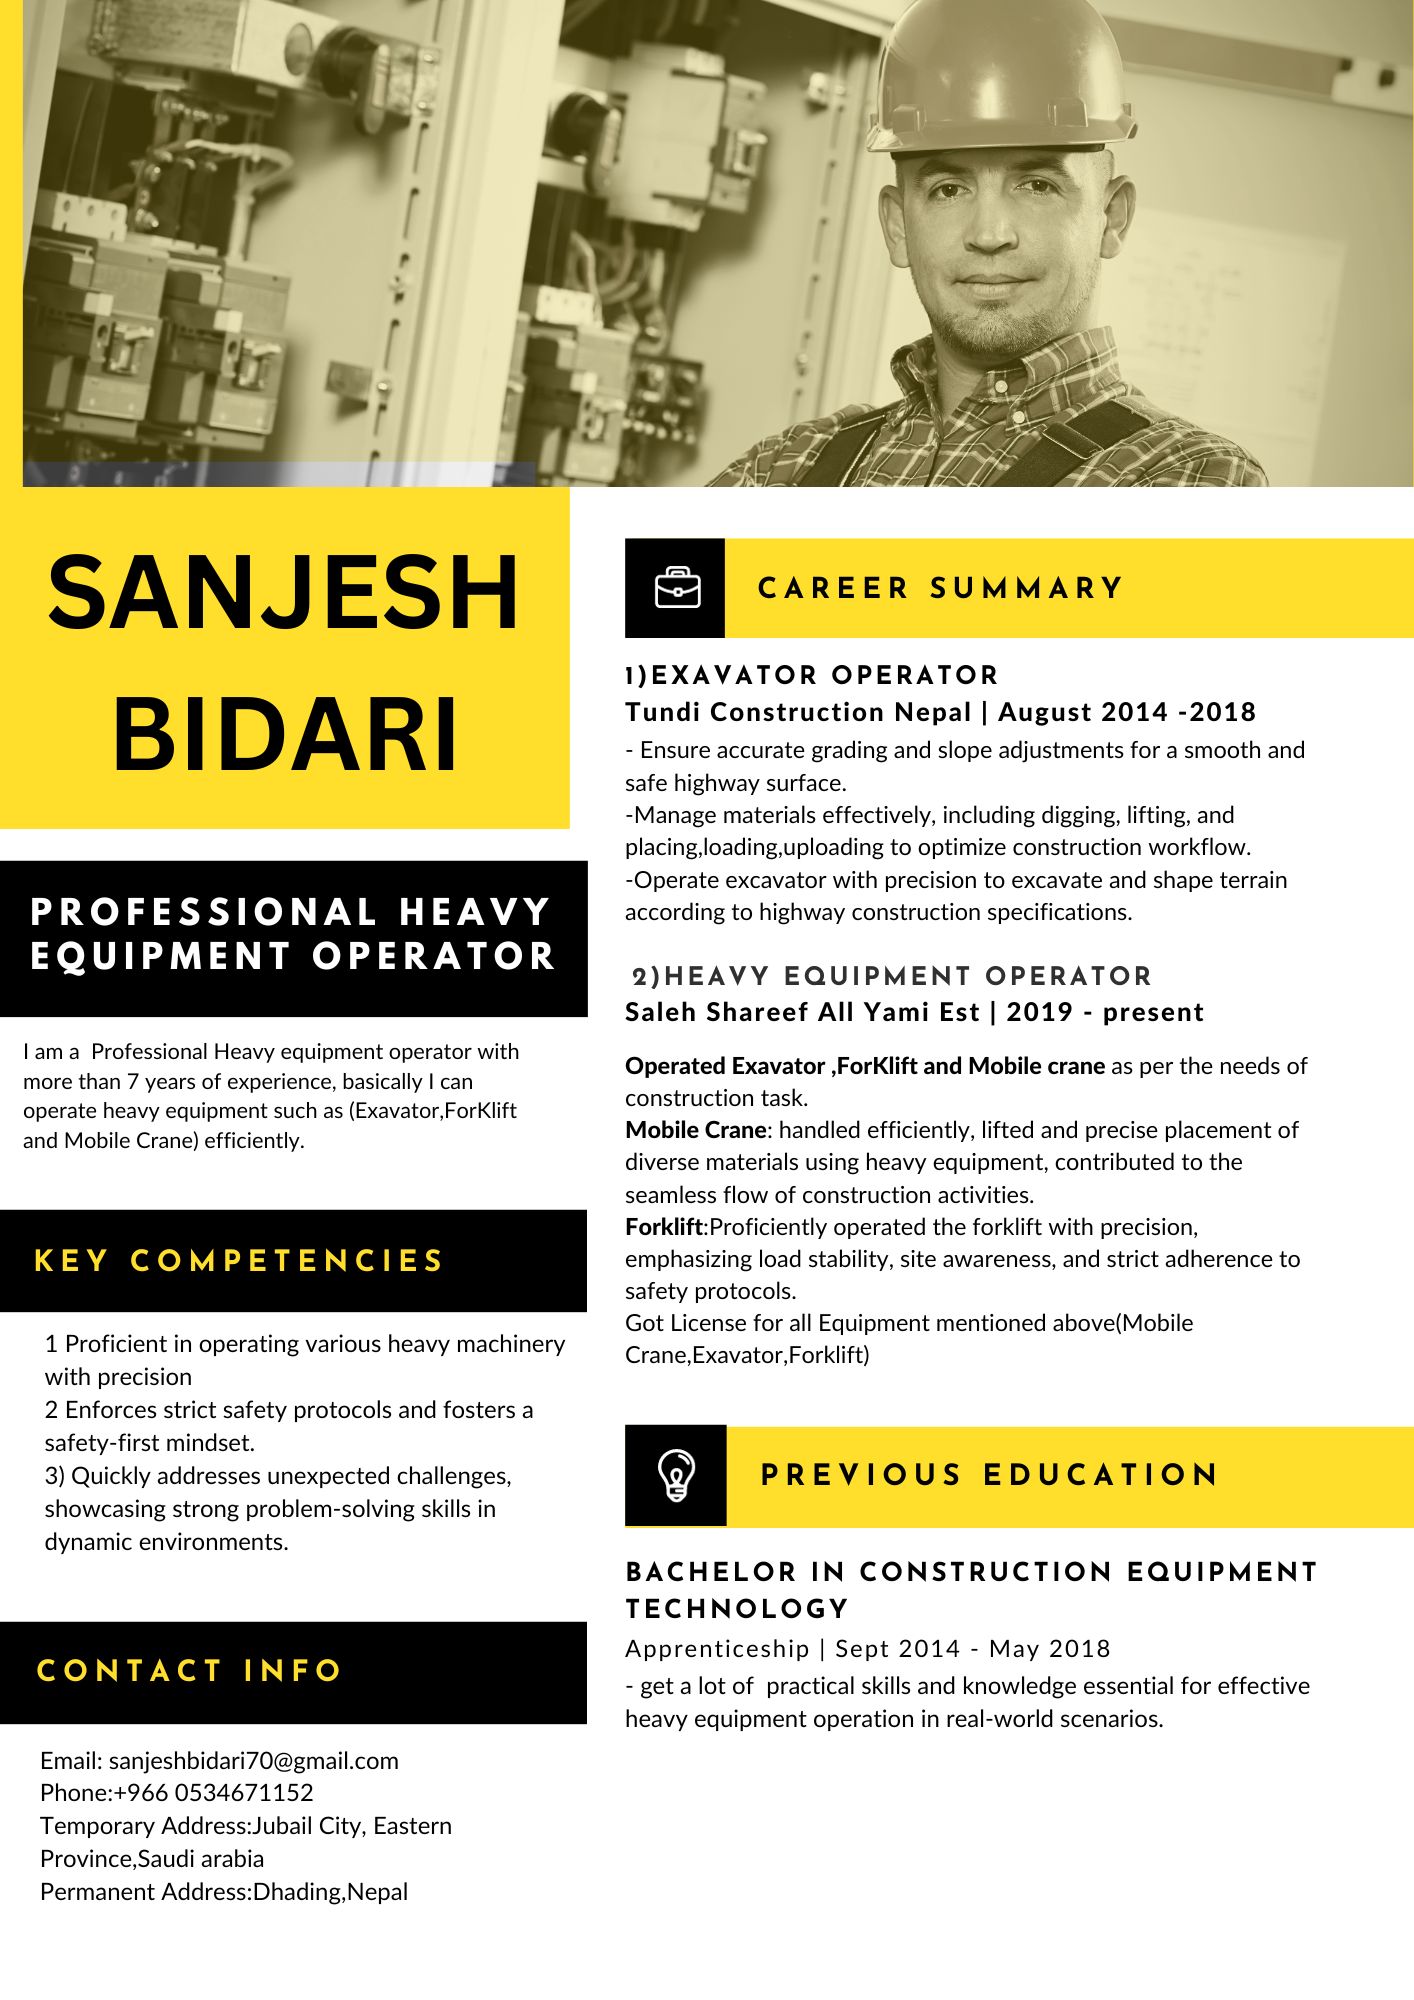 SANJESH
BIDARI
PROFESSIONAL HEAVY
EQUIPMENT OPERATOR
I am a  Professional Heavy equipment operator with
more than 7 years of experience, basically I can
operate heavy equipment such as (Exavator,ForKlift
and Mobile Crane) efficiently.
KEY COMPETENCIES
1 Proficient in operating various heavy machinery
with precision
2 Enforces strict safety protocols and fosters a
safety-first mindset.
3) Quickly addresses unexpected challenges,
showcasing strong problem-solving skills in
dynamic environments.
CONTACT INFO
Email: sanjeshbidari70@gmail.com
Phone:+966 0534671152
Temporary Address:Jubail City, Eastern
Province,Saudi arabia
Permanent Address:Dhading,Nepal
CAREER SUMMARY
1)EXAVATOR OPERATOR
Tundi Construction Nepal | August 2014 -2018
- Ensure accurate grading and slope adjustments for a smooth and
safe highway surface.
-Manage materials effectively, including digging, lifting, and
placing,loading,uploading to optimize construction workflow.
-Operate excavator with precision to excavate and shape terrain
according to highway construction specifications.
2)HEAVY EQUIPMENT OPERATOR
Saleh Shareef All Yami Est | 2019 - present
Operated Exavator ,ForKlift and Mobile crane as per the needs of
construction task.
Mobile Crane: handled efficiently, lifted and precise placement of
diverse materials using heavy equipment, contributed to the
seamless flow of construction activities.
Forklift:Proficiently operated the forklift with precision,
emphasizing load stability, site awareness, and strict adherence to
safety protocols.
Got License for all Equipment mentioned above(Mobile
Crane,Exavator,Forklift)
PREVIOUS EDUCATION
BACHELOR IN CONSTRUCTION EQUIPMENT
TECHNOLOGY
Apprenticeship | Sept 2014 - May 2018
- get a lot of  practical skills and knowledge essential for effective
heavy equipment operation in real-world scenarios.